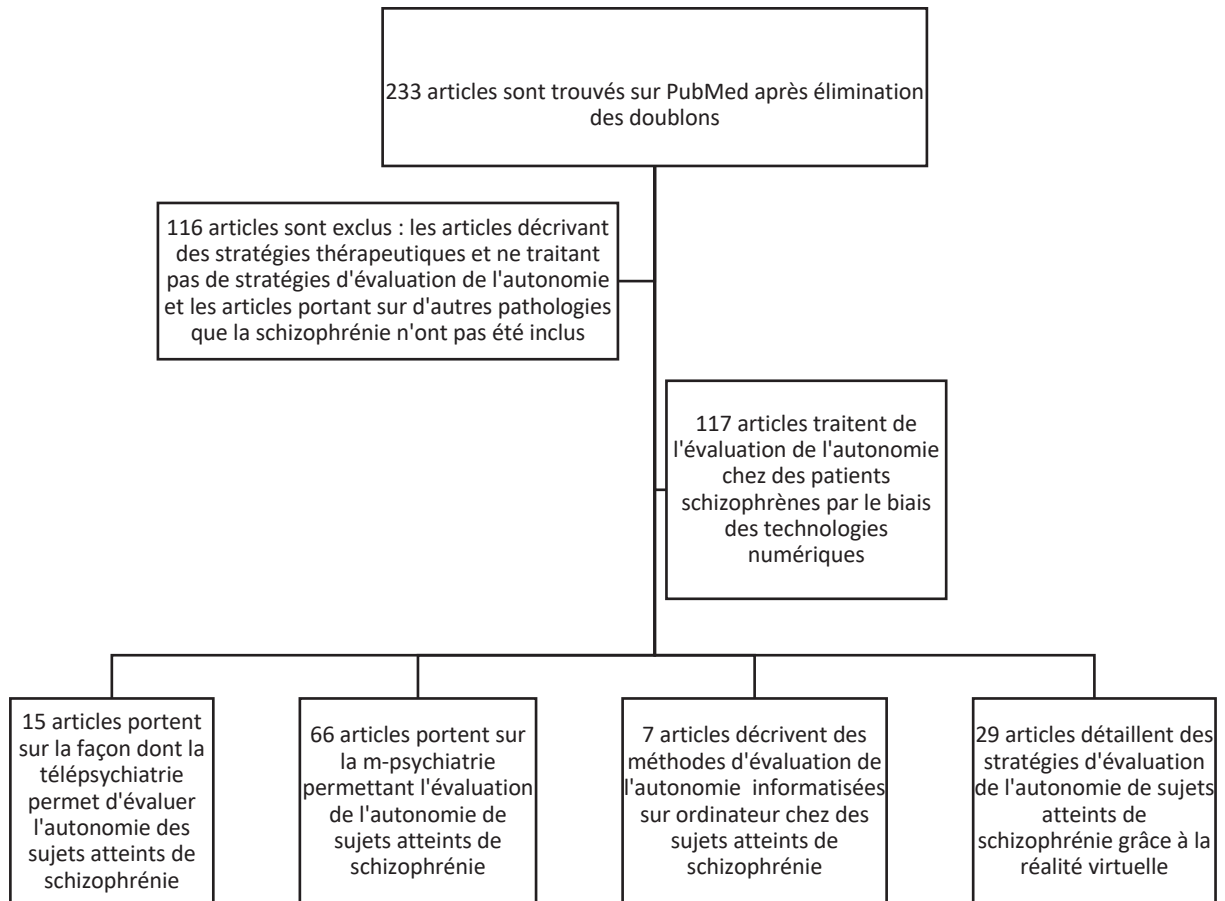 233 articles sont trouvés sur PubMed après élimination
des doublons
116 articles sont exclus : les articles décrivant
des stratégies thérapeutiques et ne traitant
pas de stratégies d'évaluation de l'autonomie
et les articles portant sur d'autres pathologies
que la schizophrénie n'ont pas été inclus
117 articles traitent de
l'évaluation de l'autonomie
chez des patients
schizophrènes par le biais
des technologies
numériques
15 articles portent
sur la façon dont la
télépsychiatrie
permet d'évaluer
l'autonomie des
sujets atteints de
schizophrénie
66 articles portent sur
la m-psychiatrie
permettant l'évaluation
de l'autonomie de
sujets atteints de
schizophrénie
7 articles décrivent des
méthodes d'évaluation de
l'autonomie informatisées
sur ordinateur chez des
sujets atteints de
schizophrénie
29 articles détaillent des
stratégies d'évaluation
de l'autonomie de sujets
atteints de
schizophrénie grâce à la
réalité virtuelle